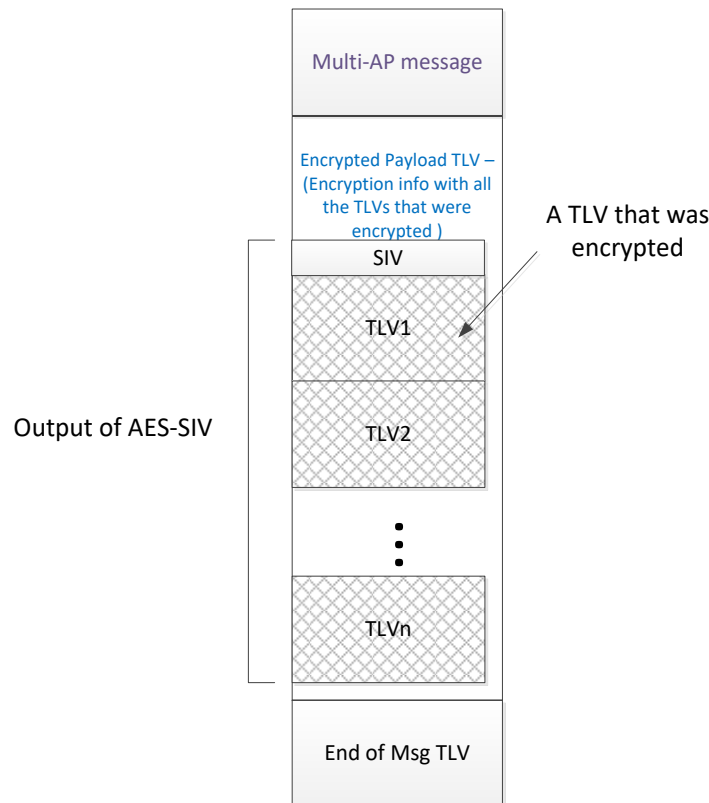 Multi-AP message
Encrypted Payload TLV –
(Encryption info with all
the TLVs that were
encrypted )
A TLV that was
encrypted
SIV
TLV1
Output of AES-SIV
TLV2
TLVn
End of Msg TLV